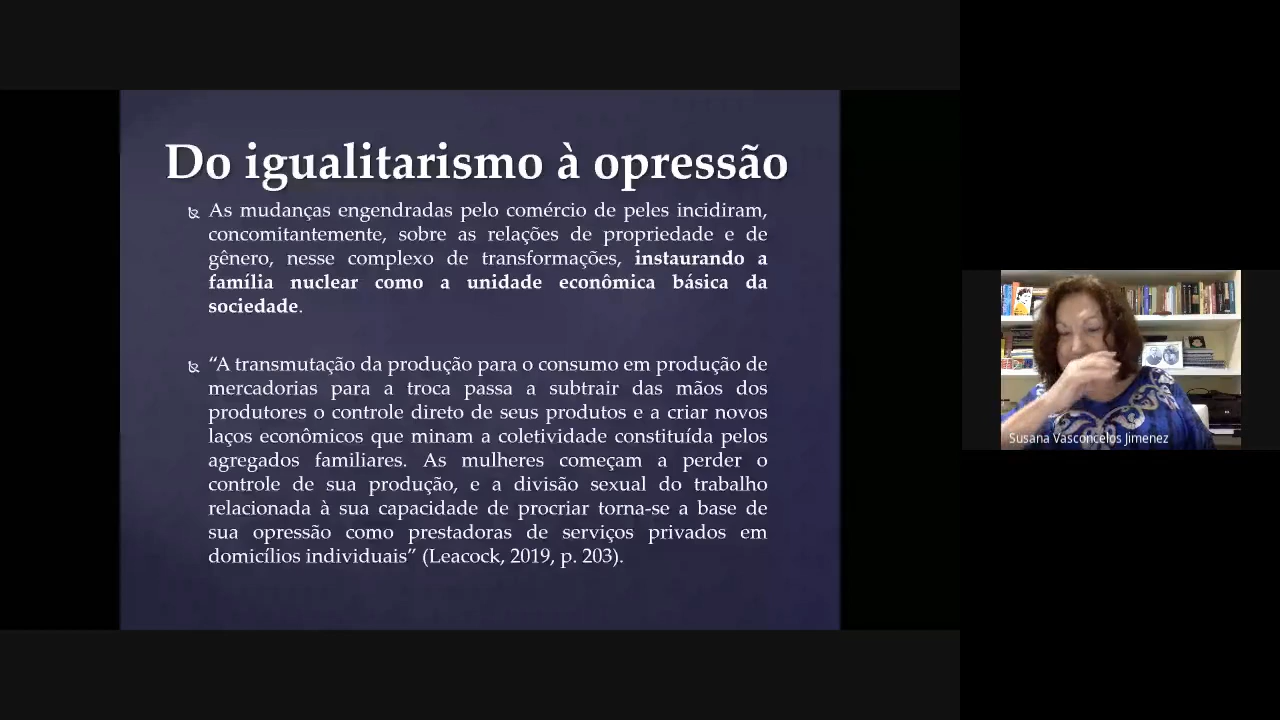 Do igualitarismo à opressão
As mudanças engendradas pelo comércio de peles incidiram,
concomitantemente, sobre as relações de propriedade e de
gênero, nesse complexo de transformações, instaurando a
família nuclear como a unidade econômica básica da
sociedade.
“A transmutação da produção para o consumo em produção de
mercadorias para a troca passa a subtrair das mãos dos
produtores o controle direto de seus produtos e a criar novos
laços econômicos que minam a coletividade constituída pelos
agregados familiares. As mulheres começam a perder o
controle de sua produção, e a divisão sexual do trabalho
relacionada à sua capacidade de procriar torna-se a base de
sua opressão como prestadoras de serviços privados em
domicílios individuais” (Leacock, 2019, p. 203).
Susana Vasconcelos Jimenez